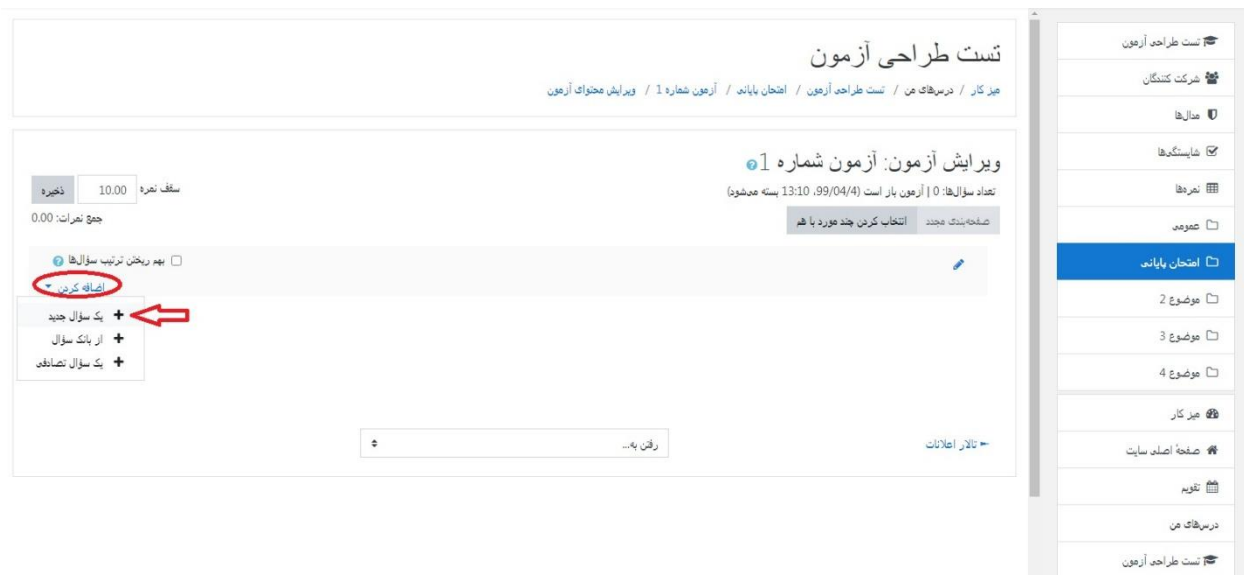 تست طراحی آزمون
شرکت کنندگان
مدال‌ها
شایستگی‌ها
نمره‌ها
عمومی
امتحان پایانی
موضوع 2
موضوع 3
موضوع 4
میز کار
صفحهٔ اصلی سایت
تقویم
درس‌های من
تست طراحی آزمون
تست طراحی آزمون
میز کار / درس‌های من / تست طراحی آزمون / امتحان پایانی / آزمون شماره 1 / ویرایش محتوای آزمون
ویرایش آزمون: آزمون شماره 1
سقف نمره 10.00 ذخیره
تعداد سؤال‌ها: 0 | آزمون باز است (99/04/4، 13:10 بسته می‌شود)
جمع نمرات: 0.00
صفحه‌بندی مجدد انتخاب کردن چند مورد با هم
بهم ریختن ترتیب سؤال‌ها
اضافه کردن
یک سؤال جدید
از بانک سؤال
یک سؤال تصادفی
تالار اعلانات
رفتن به...